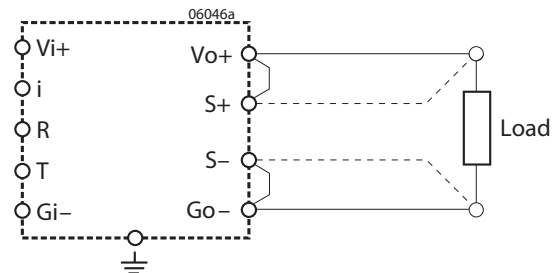 06046a
Vi+
Vo+
i
S+
R
Load
S–
T
Gi–
Go –